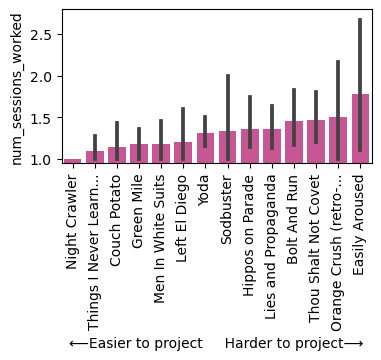 num_sessions_worked
2.5
2.0
1.5
1.0
Night Crawler
Things I Never Learn...
Couch Potato
Green Mile
Men In White Suits
Left El Diego
Yoda
Sodbuster
Hippos on Parade
Lies and Propaganda
Bolt And Run
Thou Shalt Not Covet
Orange Crush (retro-...
Easily Aroused
⟵Easier to project Harder to project⟶